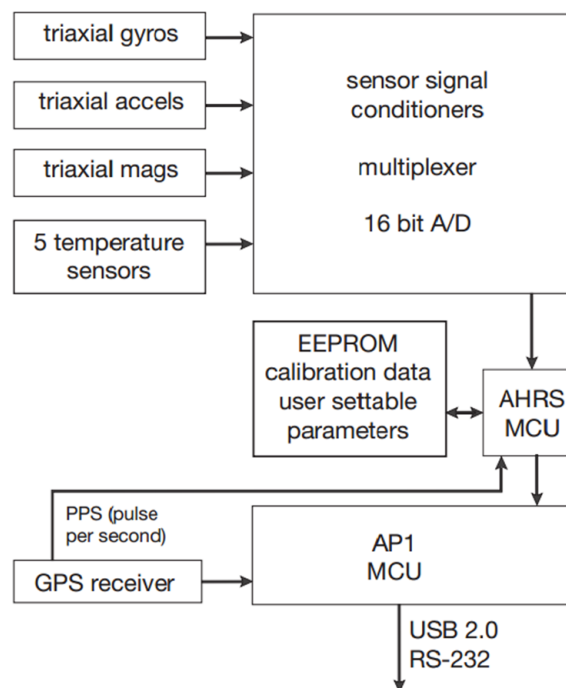 triaxial gyros
triaxial accels
triaxial mags
5 temperature
sensors
sensor signal
conditioners
multiplexer
16 bit A/D
EEPROM
calibration data
user settable
parameters
AHRS
MCU
PPS (pulse
per second)
GPS receiver
AP1
MCU
USB 2.0
RS-232